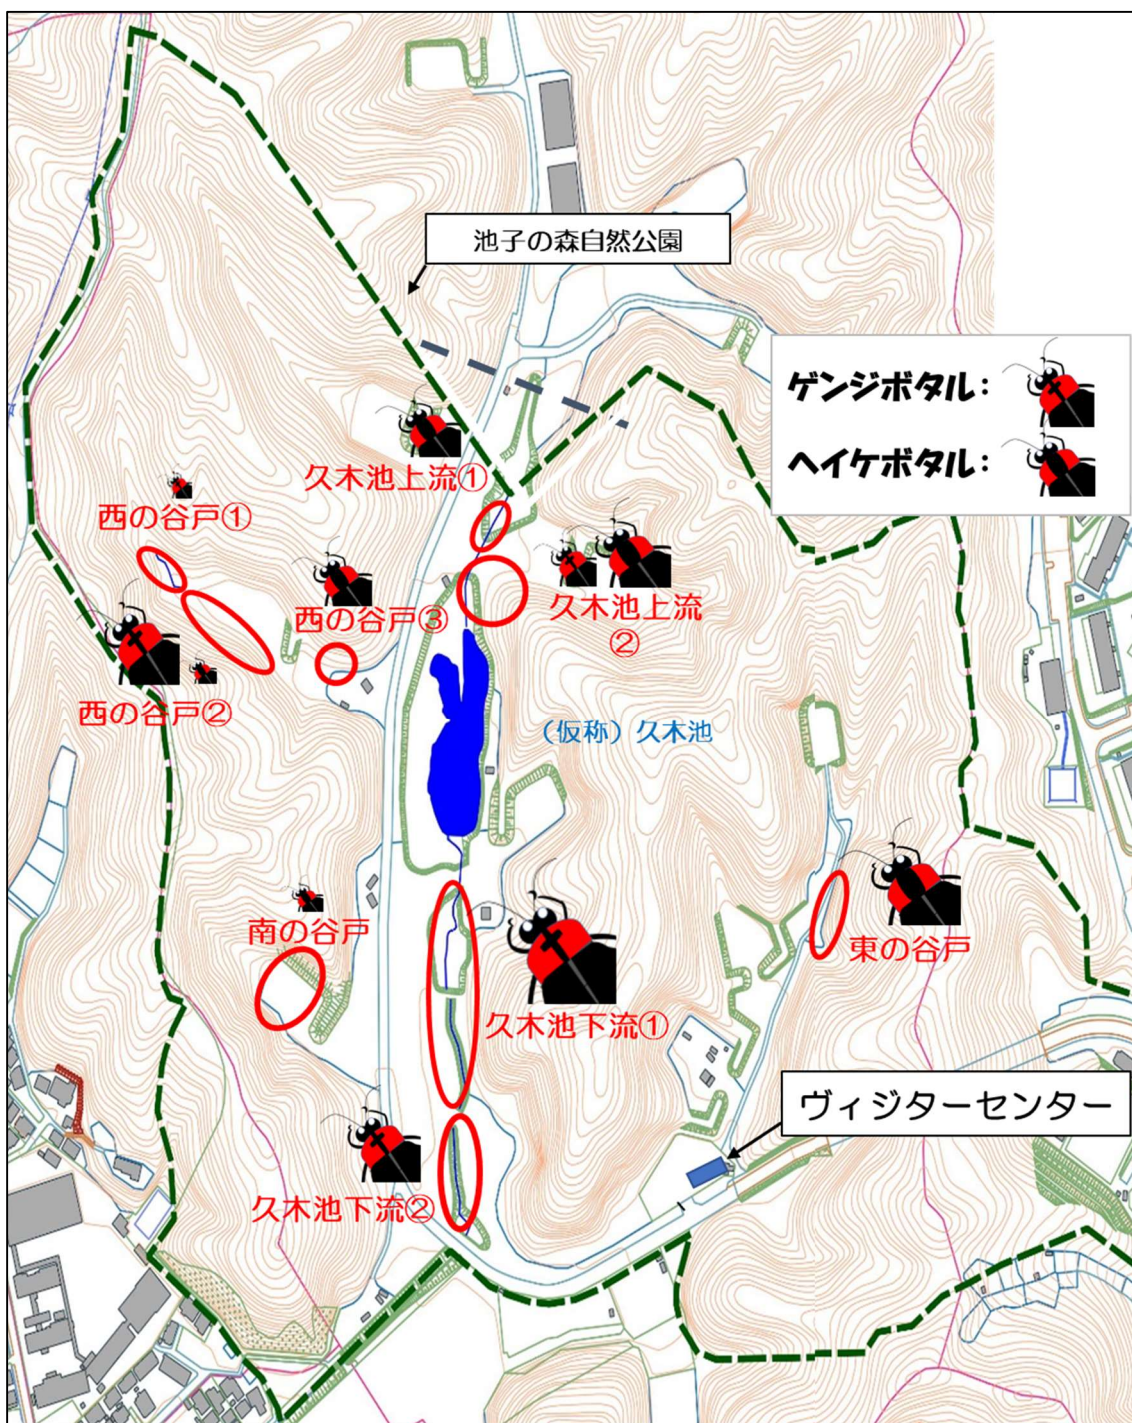 池子の森自然公園
ゲンジボタル：
ヘイケボタル：
久木池上流①
西の谷戸①
久木池上流
②
西の谷戸③
西の谷戸②
（仮称）久木池
南の谷戸
東の谷戸
久木池下流①
ヴィジターセンター
久木池下流②